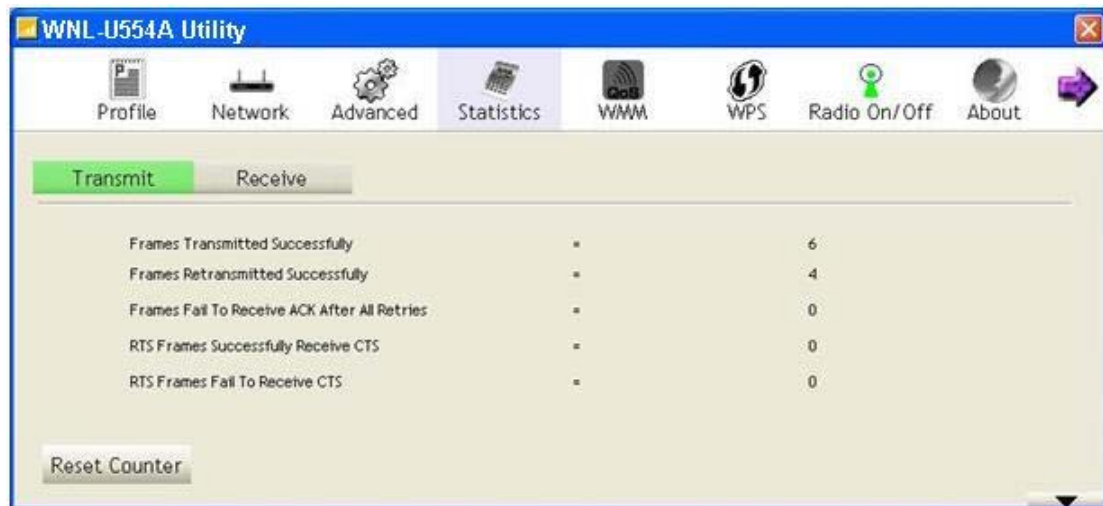 WNL-U554A Utility
P
Profile
Network
Advanced
Statistics
QoS
WMM
WPS
Radio On/Off
About
Transmit
Receive
Frames Transmitted Successfully = 6
Frames Retransmitted Successfully = 4
Frames Fail To Receive ACK After All Retries = 0
RTS Frames Successfully Receive CTS = 0
RTS Frames Fail To Receive CTS = 0
Reset Counter